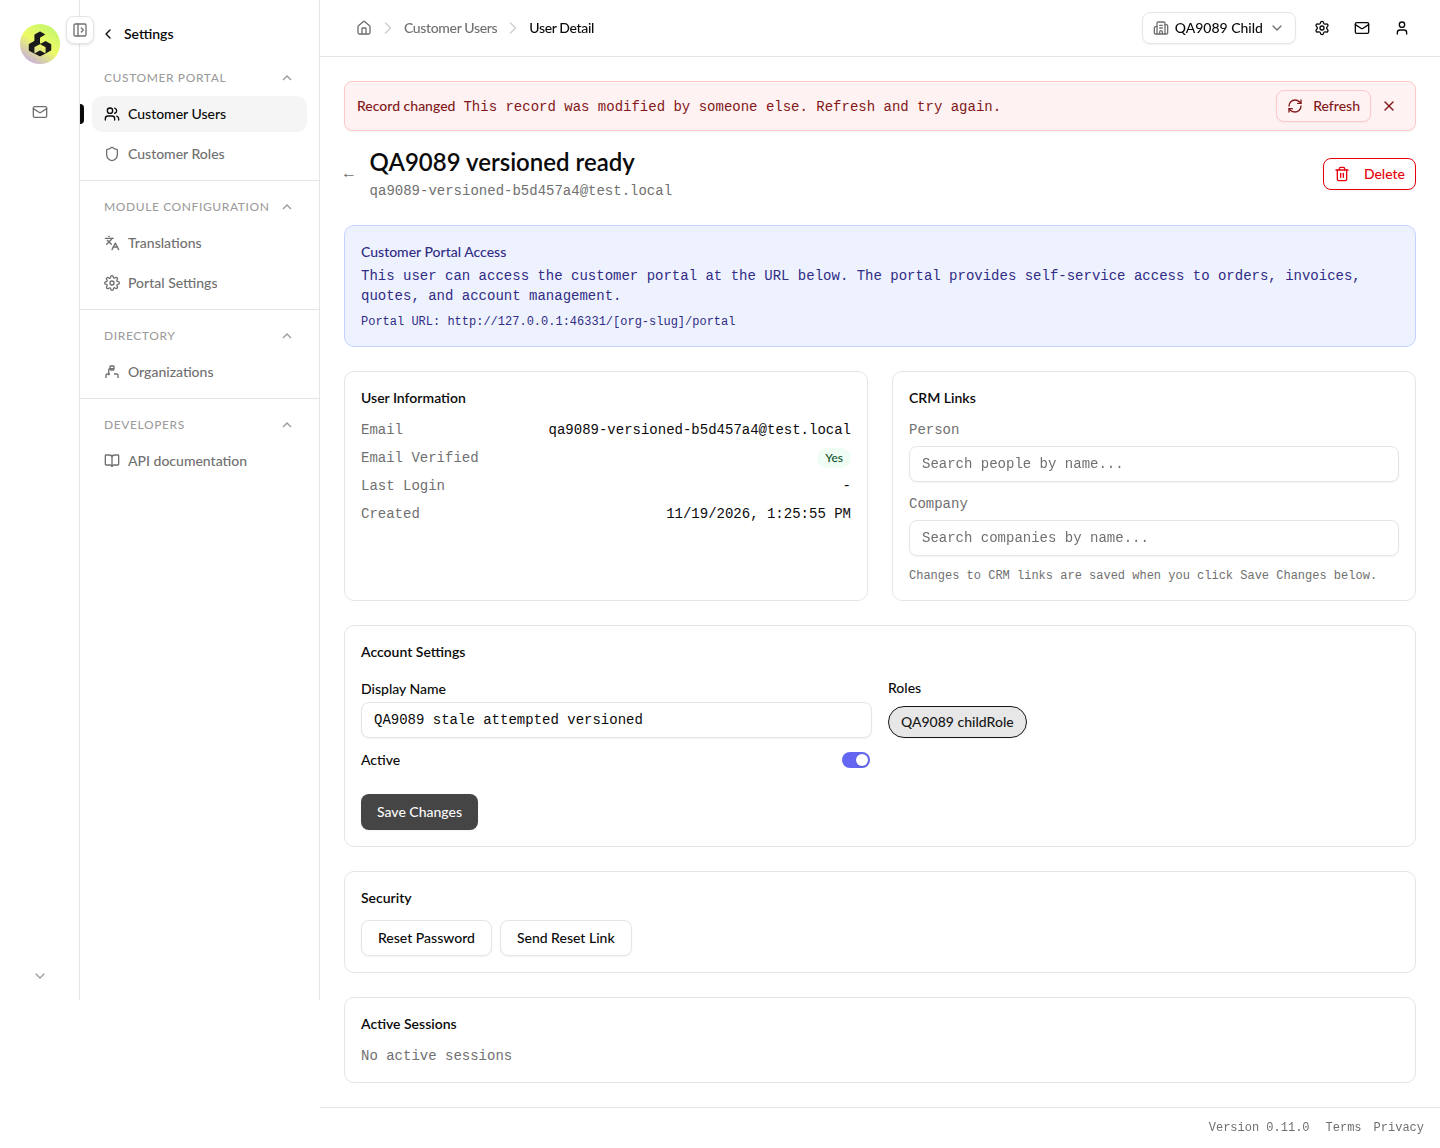 Settings
CUSTOMER PORTAL
Customer Users
Customer Roles
MODULE CONFIGURATION
Translations
Portal Settings
DIRECTORY
Organizations
DEVELOPERS
API documentation
Customer Users
User Detail
QA9089 Child
Record changed This record was modified by someone else. Refresh and try again.
Refresh
← QA9089 versioned ready
qa9089-versioned-b5d457a4@test.local
Delete
Customer Portal Access
This user can access the customer portal at the URL below. The portal provides self-service access to orders, invoices,
quotes, and account management.
Portal URL: http://127.0.0.1:46331/[org-slug]/portal
User Information
Email qa9089-versioned-b5d457a4@test.local
Email Verified Yes
Last Login -
Created 11/19/2026, 1:25:55 PM
CRM Links
Person
Search people by name...
Company
Search companies by name...
Changes to CRM links are saved when you click Save Changes below.
Account Settings
Display Name
QA9089 stale attempted versioned
Active
Roles
QA9089 childRole
Save Changes
Security
Reset Password Send Reset Link
Active Sessions
No active sessions
Version 0.11.0 Terms Privacy